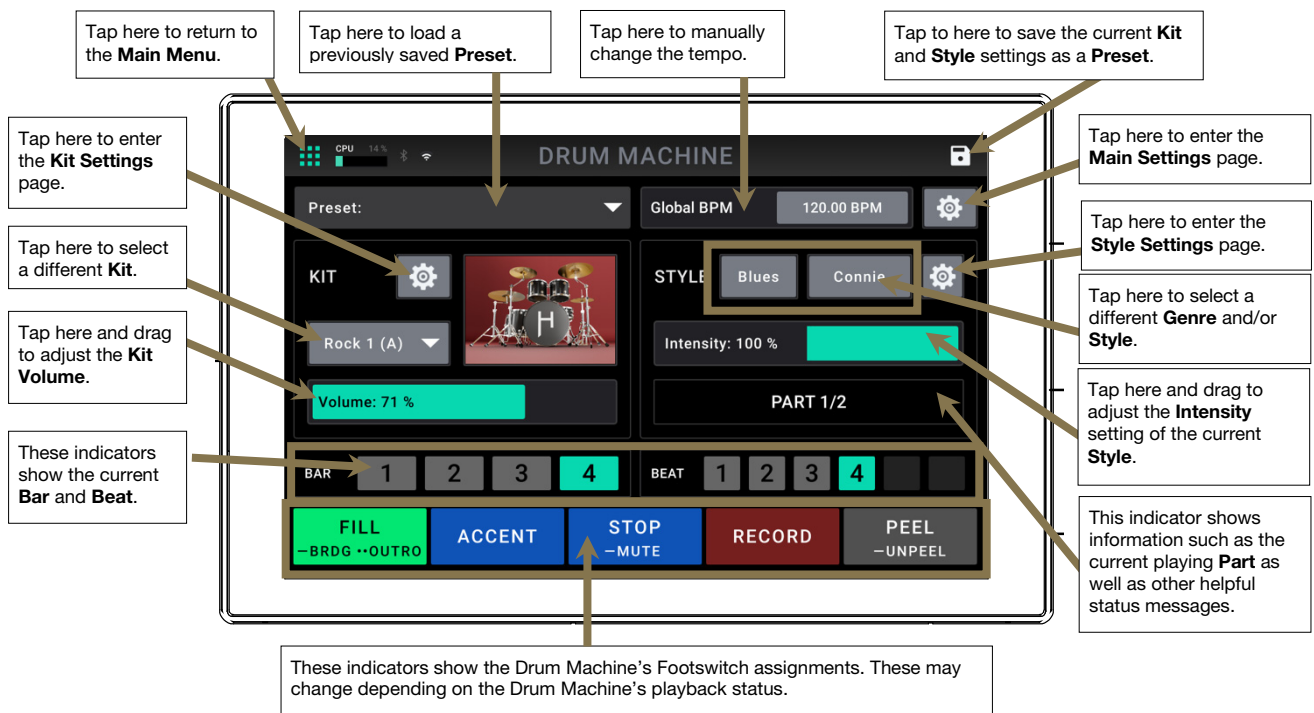 Tap here to return to
the Main Menu.
Tap here to load a
previously saved Preset.
Tap here to manually
change the tempo.
Tap to here to save the current Kit
and Style settings as a Preset.
Tap here to enter
the Kit Settings
page.
Tap here to select
a different Kit.
Tap here and drag
to adjust the Kit
Volume.
These indicators
show the current
Bar and Beat.
CPU 14%
DRUM MACHINE
Preset:
Global BPM
120.00 BPM
KIT
H
Rock 1 (A)
Volume: 71 %
STYLE
Blues
Connie
Intensity: 100 %
PART 1/2
BAR 1 2 3 4
BEAT 1 2 3 4
FILL
—BRDG ••OUTRO
ACCENT
STOP
—MUTE
RECORD
PEEL
—UNPEEL
Tap here to enter the
Main Settings page.
Tap here to enter the
Style Settings page.
Tap here to select a
different Genre and/or
Style.
Tap here and drag to
adjust the Intensity
setting of the current
Style.
This indicator shows
information such as the
current playing Part as
well as other helpful
status messages.
These indicators show the Drum Machine's Footswitch assignments. These may
change depending on the Drum Machine's playback status.